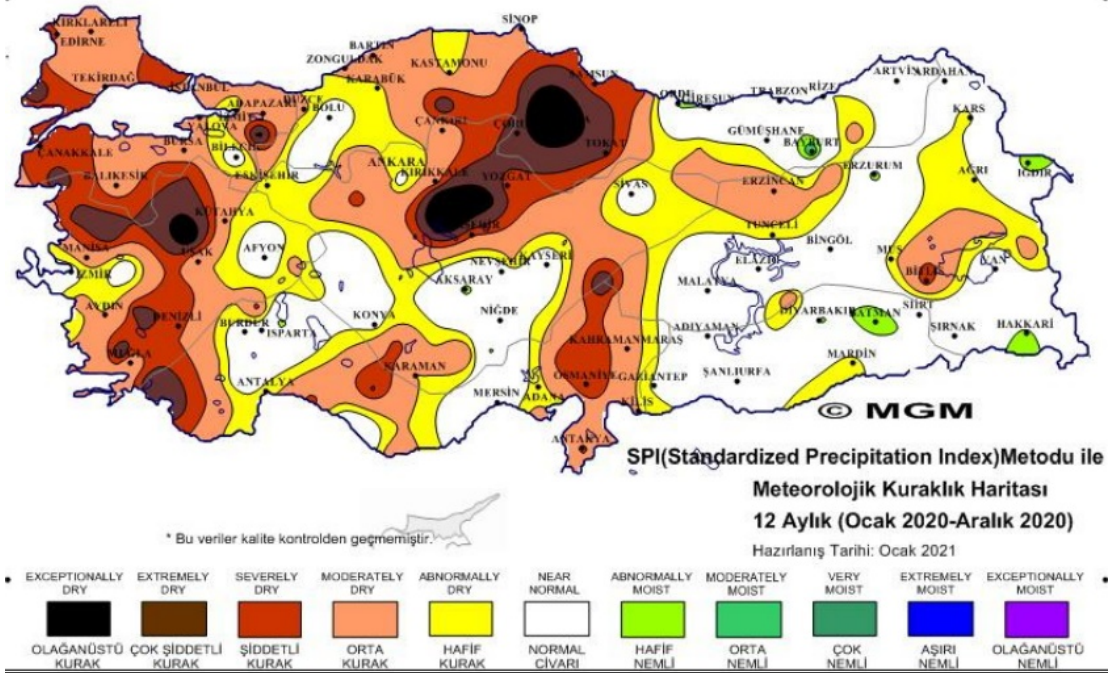 SİNOP
KIRKLARELİ
EDİRNE
BARTIN
ZONGULDAK
KASTAMONU
KARABÜK
SAMSUN
TEKİRDAĞ
İSTANBUL
ADAPAZARI
DÜZCE
BOLU
ÇANKIRI
ORDU
GİRESUN
TRABZON
RİZE
ARTVİN
ARDAHAN
KARS
YALOVA
TOKAT
GÜMÜŞHANE
BAYBURT
ÇANAKKALE
BURSA
BİLECİK
ANKARA
KIRIKKALE
YOZGAT
ERZURUM
IĞDIR
AĞRI
BALIKESİR
ESKİŞEHİR
SİVAS
ERZİNCAN
KÜTAHYA
TUNCELİ
MANİSA
UŞAK
AFYON
NEVŞEHİR
KAYSERİ
ELAZIĞ
BİNGÖL
MUŞ
BİTLİS
VAN
İZMİR
AKSARAY
MALATYA
AYDIN
DENİZLİ
BURDUR
ISPARTA
KONYA
NİĞDE
DİYARBAKIR
BATMAN
SİİRT
ADIYAMAN
ŞIRNAK
HAKKARİ
KAHRAMANMARAŞ
MUĞLA
ANTALYA
KARAMAN
MERSİN
ADANA
OSMANİYE
GAZİANTEP
ŞANLIURFA
MARDİN
KİLİS
ANTAKYA
© MGM
SPI(Standardized Precipitation Index)Metodu ile
Meteorolojik Kuraklık Haritası
12 Aylık (Ocak 2020-Aralık 2020)
Hazırlanış Tarihi: Ocak 2021
* Bu veriler kalite kontrolden geçmemiştir.
EXCEPTIONALLY DRY
EXTREMELY DRY
SEVERELY DRY
MODERATELY DRY
ABNORMALLY DRY
NEAR NORMAL
ABNORMALLY MOIST
MODERATELY MOIST
VERY MOIST
EXTREMELY MOIST
EXCEPTIONALLY MOIST
OLAĞANÜSTÜ KURAK
ÇOK ŞİDDETLİ KURAK
ŞİDDETLİ KURAK
ORTA KURAK
HAFİF KURAK
NORMAL CİVARI
HAFİF NEMLİ
ORTA NEMLİ
ÇOK NEMLİ
AŞIRI NEMLİ
OLAĞANÜSTÜ NEMLİ